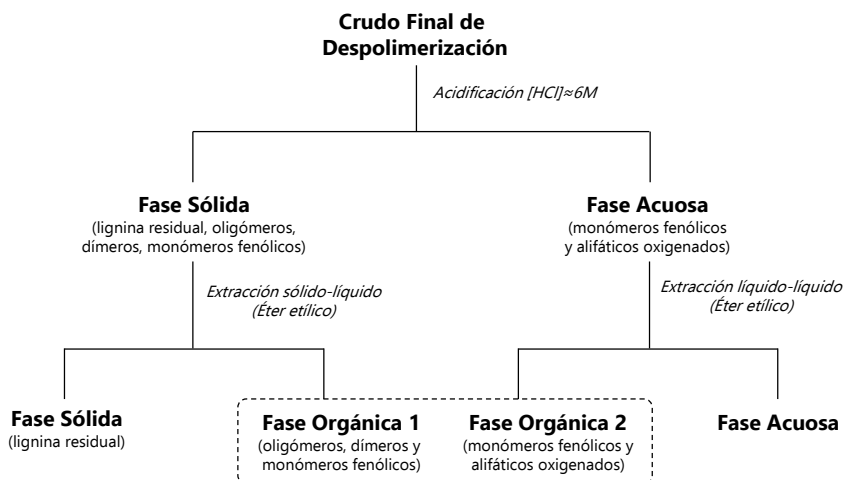 Crudo Final de
Despolimerización
Acidificación [HCl]≈6M
Fase Sólida
(lignina residual, oligómeros,
dímeros, monómeros fenólicos)
Fase Acuosa
(monómeros fenólicos
y alifáticos oxigenados)
Extracción sólido-líquido
(Éter etílico)
Extracción líquido-líquido
(Éter etílico)
Fase Sólida
(lignina residual)
Fase Orgánica 1
(oligómeros, dímeros y
monómeros fenólicos)
Fase Orgánica 2
(monómeros fenólicos y
alifáticos oxigenados)
Fase Acuosa